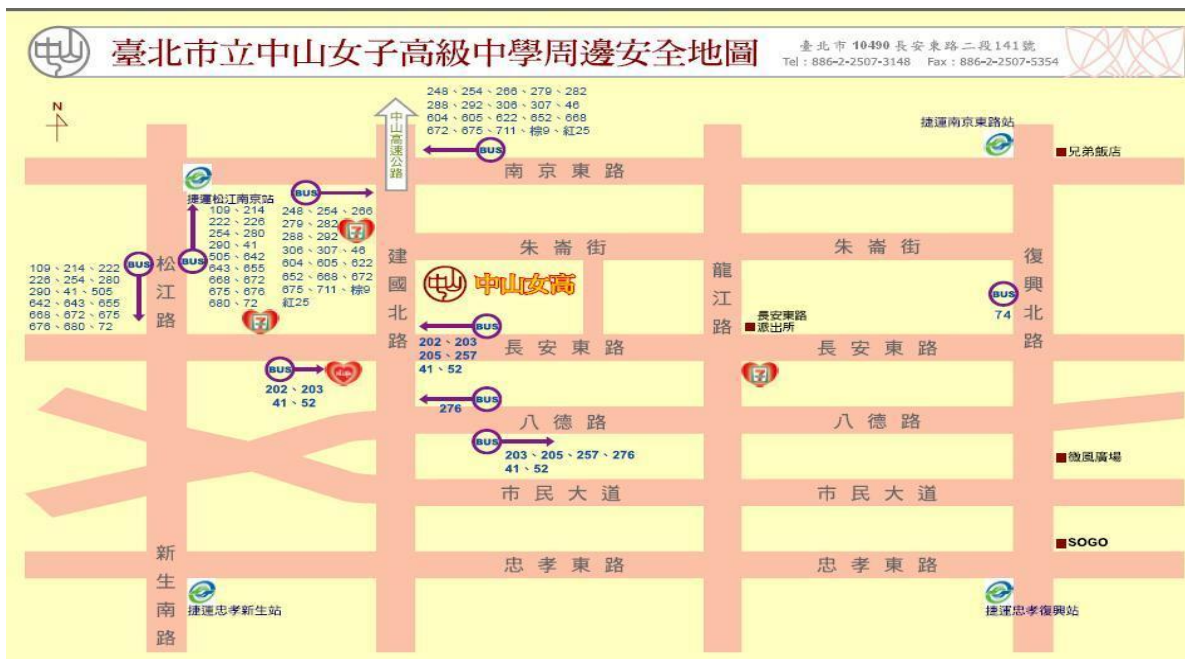 中山
臺北市立中山女子高級中學周邊安全地圖
臺北市 10490 長安東路二段141號
Tel：886-2-2507-3148　Fax：886-2-2507-5354
N
中山高速公路
248、254、266、279、282
288、292、306、307、46
604、605、622、652、668
672、675、711、棕9、紅25
BUS
南京東路
捷運南京東路站
兄弟飯店
捷運松江南京站
BUS
109、214
222、226
254、280
290、41
505、642
643、655
668、672
675、676
680、72
BUS
248、254、266
279、282
288、292
306、307、46
604、605、622
652、668、672
675、711、棕9
紅25
7
BUS
109、214、222
226、254、280
290、41、505
642、643、655
668、672、675
676、680、72
BUS
松江路
建國北路
朱崙街
朱崙街
龍江路
復興北路
中山
中山女高
BUS
74
7
BUS
202、203
205、257
41、52
長安東路
長安東路
派出所
長安東路
7
BUS
202、203
41、52
BUS
276
八德路
八德路
BUS
203、205、257、276
41、52
微風廣場
市民大道
市民大道
SOGO
忠孝東路
忠孝東路
新生南路
捷運忠孝新生站
捷運忠孝復興站